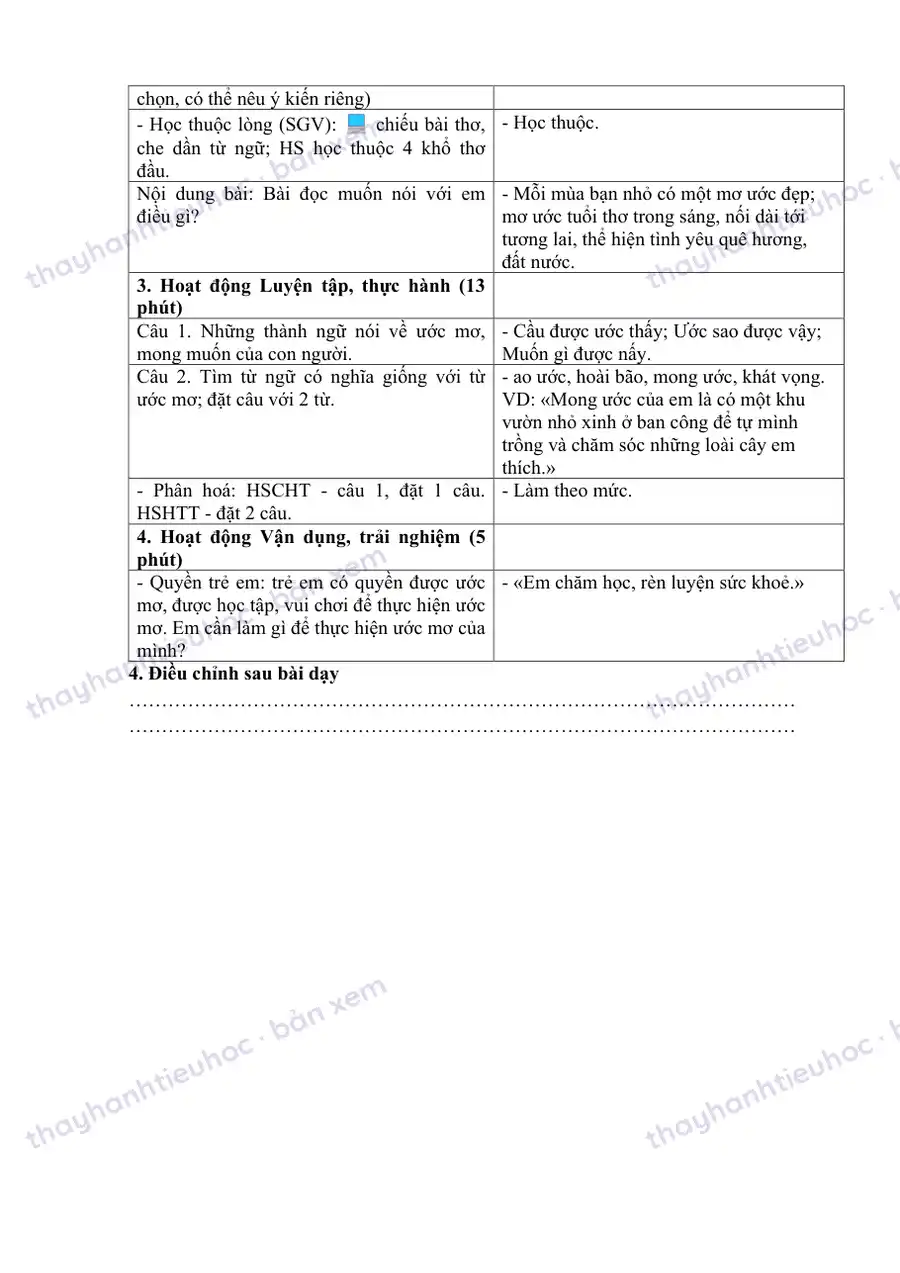 chọn, có thể nêu ý kiến riêng)
- Học thuộc lòng (SGV): chiếu bài thơ,
che dần từ ngữ; HS học thuộc 4 khổ thơ
đầu.
- Học thuộc.
Nội dung bài: Bài đọc muốn nói với em
điều gì?
- Mỗi mùa bạn nhỏ có một mơ ước đẹp;
mơ ước tuổi thơ trong sáng, nối dài tới
tương lai, thể hiện tình yêu quê hương,
đất nước.
3. Hoạt động Luyện tập, thực hành (13
phút)
Câu 1. Những thành ngữ nói về ước mơ,
mong muốn của con người.
- Cầu được ước thấy; Ước sao được vậy;
Muốn gì được nấy.
Câu 2. Tìm từ ngữ có nghĩa giống với từ
ước mơ; đặt câu với 2 từ.
- ao ước, hoài bão, mong ước, khát vọng.
VD: «Mong ước của em là có một khu
vườn nhỏ xinh ở ban công để tự mình
trồng và chăm sóc những loài cây em
thích.»
- Phân hoá: HSCHT - câu 1, đặt 1 câu.
HSHTT - đặt 2 câu.
- Làm theo mức.
4. Hoạt động Vận dụng, trải nghiệm (5
phút)
- Quyền trẻ em: trẻ em có quyền được ước
mơ, được học tập, vui chơi để thực hiện ước
mơ. Em cần làm gì để thực hiện ước mơ của
mình?
- «Em chăm học, rèn luyện sức khoẻ.»
4. Điều chỉnh sau bài dạy
……………………………………………………………………………………………
……………………………………………………………………………………………
thayhanhtieuhoc · bản xem
thayhanhtieuhoc · b
thayhanhtieuhoc · bản xem
thayhanhtieuhoc · b
thayhanhtieuhoc · bản xem
thayhanhtieuhoc · b